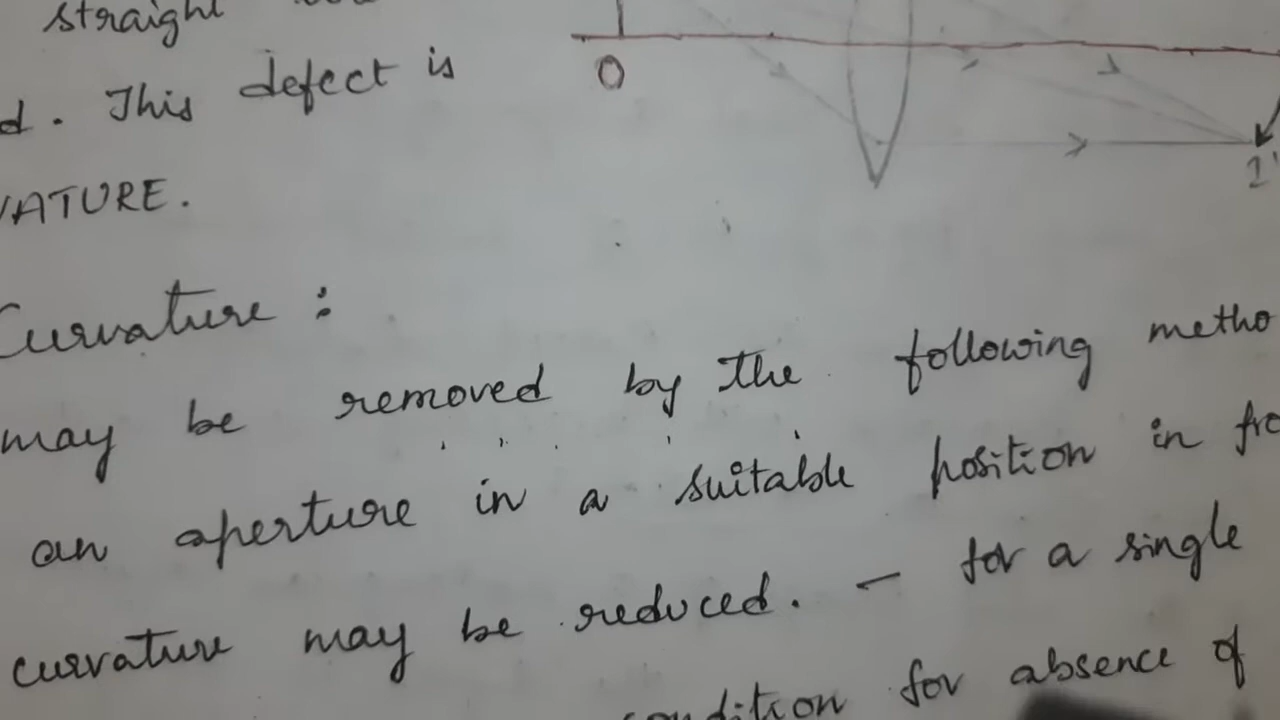 straight
d. This defect is
VATURE.
O
I'
Curvature :
may be removed by the following metho
an aperture in a suitable position in fro
curvature may be reduced. – for a single
condition for absence of